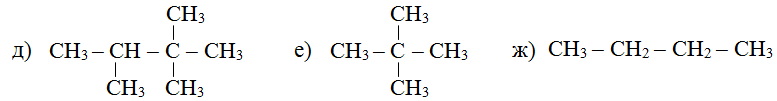 CH₃ CH₃
д) CH₃ – CH – C – CH₃ е) CH₃ – C – CH₃ ж) CH₃ – CH₂ – CH₂ – CH₃
CH₃ CH₃ CH₃